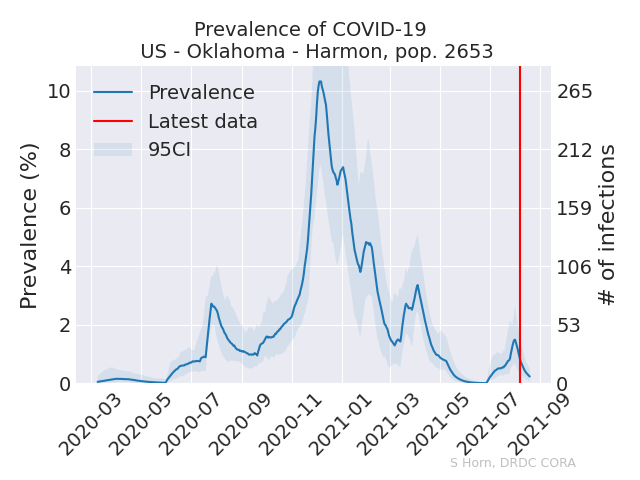 Prevalence of COVID-19
US - Oklahoma - Harmon, pop. 2653
Prevalence
Latest data
95CI
Prevalence (%)
10
8
6
4
2
0
# of infections
265
212
159
106
53
0
2020-03
2020-05
2020-07
2020-09
2020-11
2021-01
2021-03
2021-05
2021-07
2021-09
S Horn, DRDC CORA